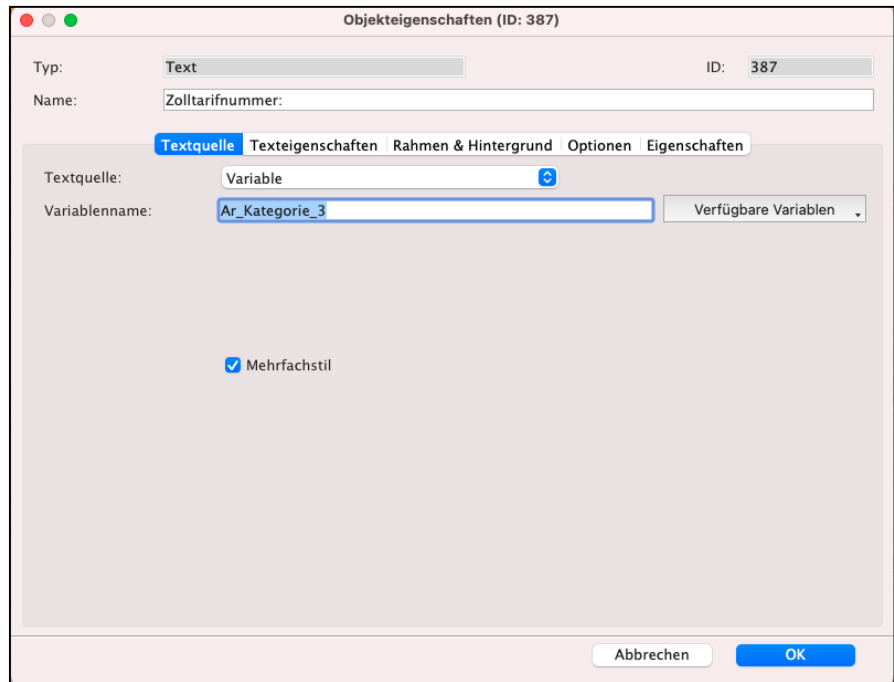 Objekteigenschaften (ID: 387)
Typ: Text ID: 387
Name: Zolltarifnummer:
Textquelle Texteigenschaften Rahmen & Hintergrund Optionen Eigenschaften
Textquelle: Variable
Variablenname: Ar_Kategorie_3 Verfügbare Variablen
Mehrfachstil
Abbrechen OK